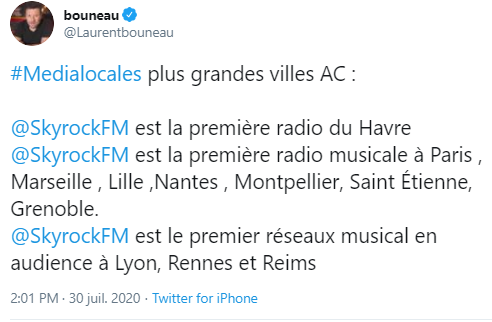 bouneau
@Laurentbouneau
#Medialocales plus grandes villes AC :
@SkyrockFM est la première radio du Havre
@SkyrockFM est la première radio musicale à Paris ,
Marseille , Lille ,Nantes , Montpellier, Saint Étienne,
Grenoble.
@SkyrockFM est le premier réseaux musical en
audience à Lyon, Rennes et Reims
2:01 PM · 30 juil. 2020 · Twitter for iPhone